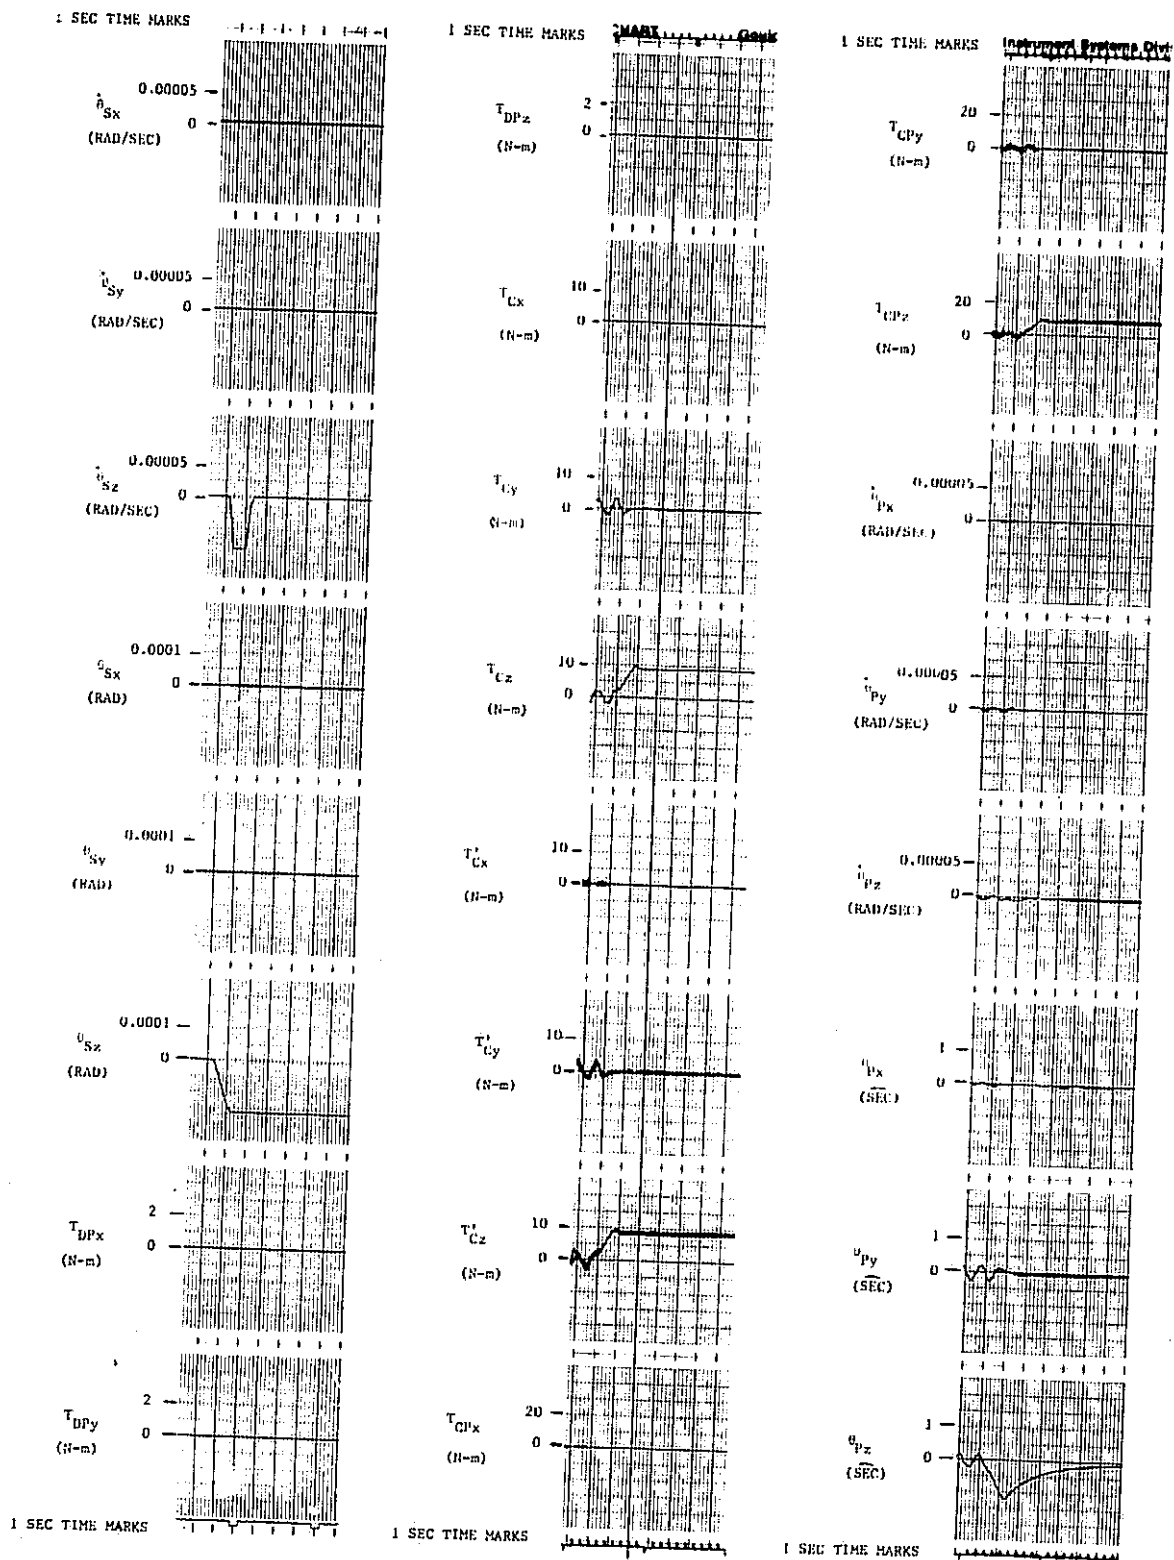 1 SEC TIME MARKS
0.00005
θ̇Sx
0
(RAD/SEC)
0.00005
θ̇Sy
0
(RAD/SEC)
0.00005
θ̇Sz
0
(RAD/SEC)
0.0001
θSx
0
(RAD)
0.0001
θSy
0
(RAD)
0.0001
θSz
0
(RAD)
2
TDPx
0
(N-m)
2
TDPy
0
(N-m)
1 SEC TIME MARKS
1 SEC TIME MARKS
2
TDPz
0
(N-m)
10
TCx
0
(N-m)
10
TCy
0
(N-m)
10
TCz
0
(N-m)
10
T'Cx
0
(N-m)
10
T'Cy
0
(N-m)
10
T'Cz
0
(N-m)
20
TCPx
0
(N-m)
1 SEC TIME MARKS
1 SEC TIME MARKS
Instrument Systems Divi
20
TCPy
0
(N-m)
20
TCPz
0
(N-m)
0.00005
θ̇Px
0
(RAD/SEC)
0.00005
θ̇Py
0
(RAD/SEC)
0.00005
θ̇Pz
0
(RAD/SEC)
1
θPx
0
(SEC)
1
θPy
0
(SEC)
1
θPz
0
(SEC)
1 SEC TIME MARKS